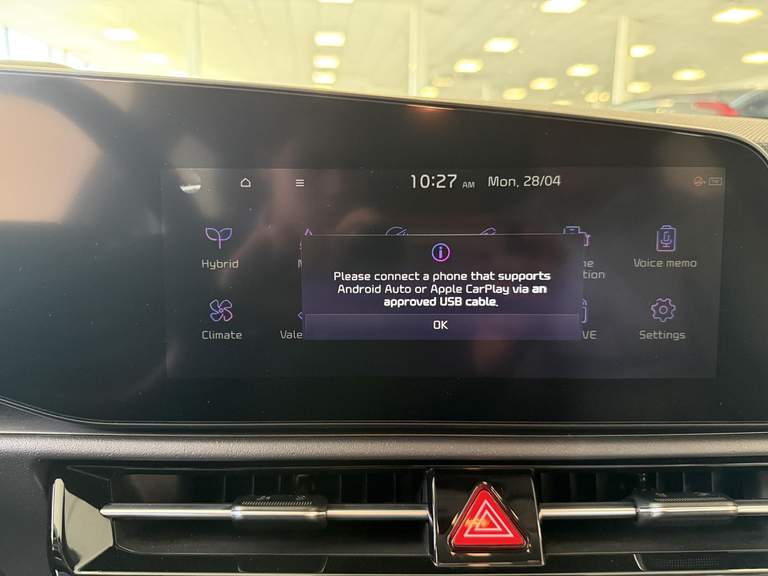 10:27 AM Mon, 28/04
Hybrid
Voice memo
Please connect a phone that supports
Android Auto or Apple CarPlay via an
approved USB cable.
OK
Climate
Settings